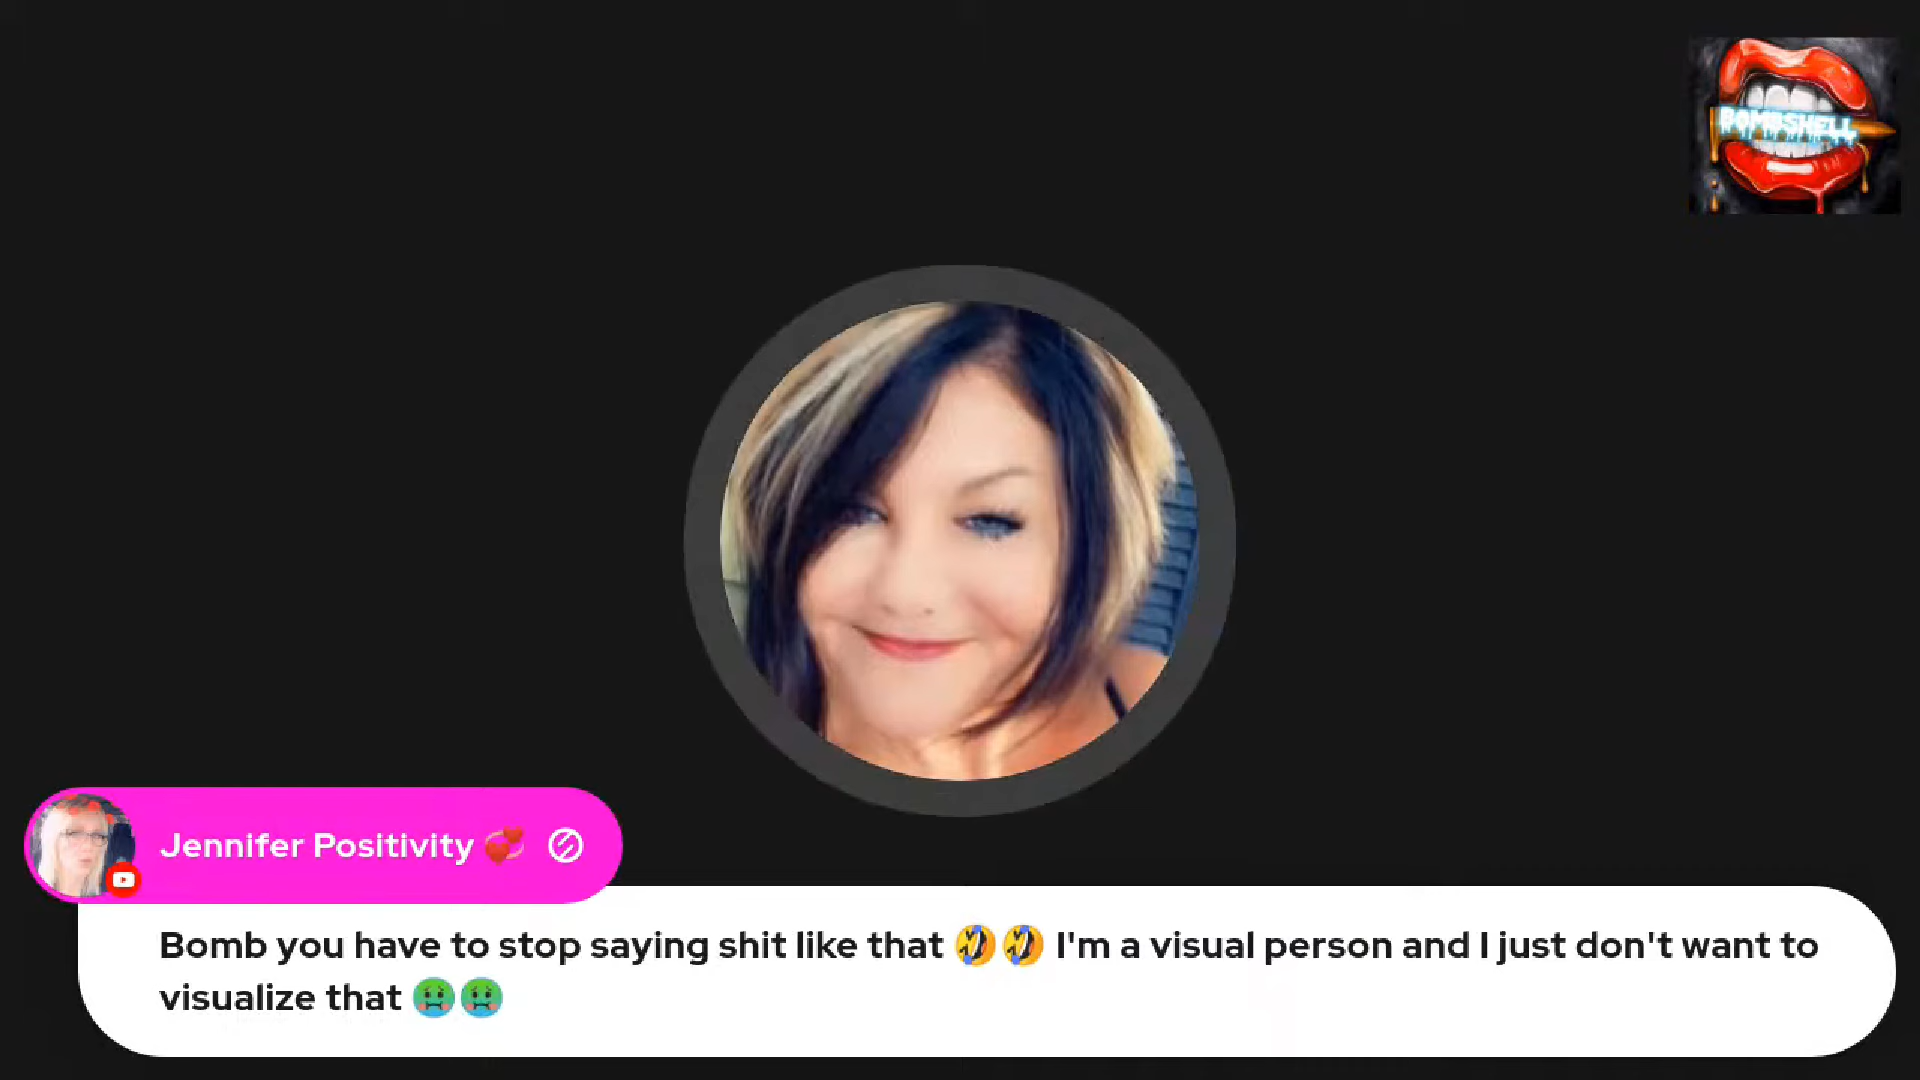 BOMBSHELL
Jennifer Positivity 💞
Bomb you have to stop saying shit like that 🤣🤣 I'm a visual person and I just don't want to
visualize that 🤢🤢